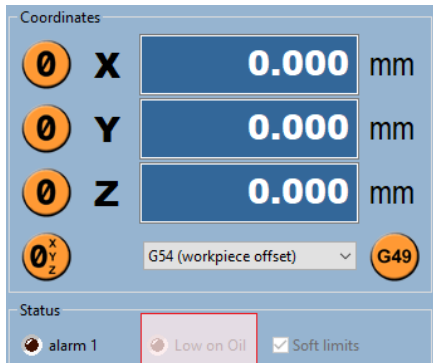 Coordinates
0 X 0.000 mm
0 Y 0.000 mm
0 Z 0.000 mm
0 X Y Z G54 (workpiece offset) G49
Status
alarm 1 Low on Oil Soft limits